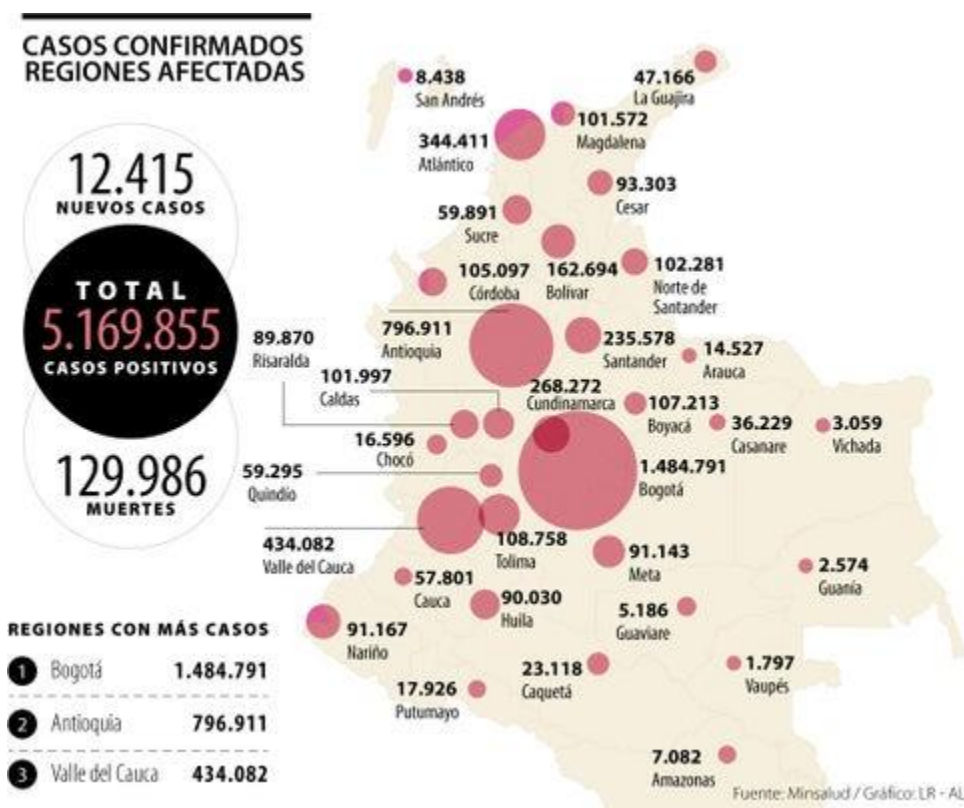 CASOS CONFIRMADOS
REGIONES AFECTADAS
12.415
NUEVOS CASOS
TOTAL
5.169.855
CASOS POSITIVOS
129.986
MUERTES
8.438
San Andrés
47.166
La Guajira
344.411
Atlántico
101.572
Magdalena
93.303
Cesar
59.891
Sucre
105.097
Córdoba
162.694
Bolívar
102.281
Norte de
Santander
796.911
Antioquia
235.578
Santander
14.527
Arauca
89.870
Risaralda
101.997
Caldas
268.272
Cundinamarca
107.213
Boyacá
36.229
Casanare
3.059
Vichada
16.596
Chocó
59.295
Quindío
1.484.791
Bogotá
434.082
Valle del Cauca
108.758
Tolima
91.143
Meta
2.574
Guanía
57.801
Cauca
90.030
Huila
5.186
Guaviare
91.167
Nariño
23.118
Caquetá
1.797
Vaupés
17.926
Putumayo
7.082
Amazonas
REGIONES CON MÁS CASOS
1 Bogotá 1.484.791
2 Antioquia 796.911
3 Valle del Cauca 434.082
Fuente: Minsalud / Gráfico: LR - AL